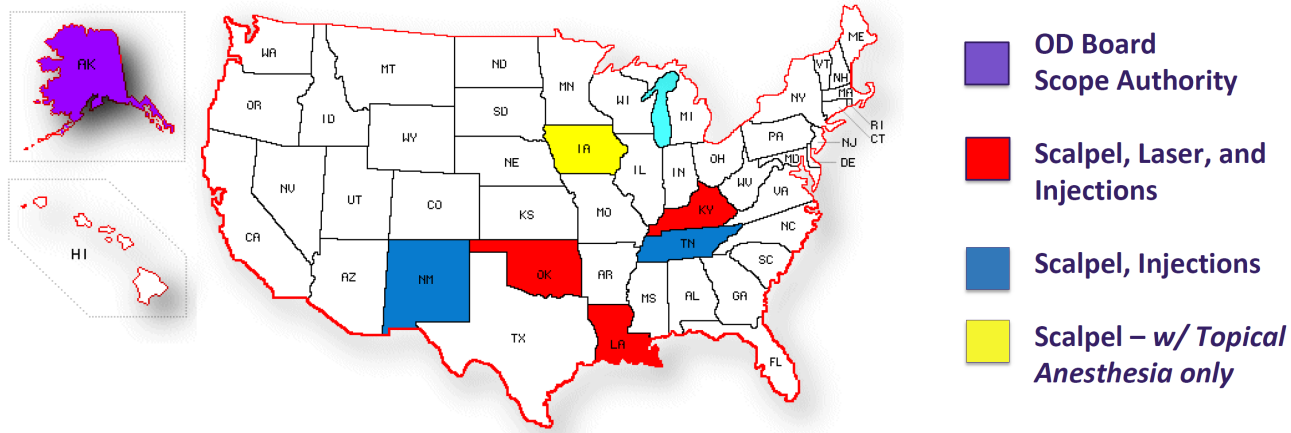 AK
HI
WA
OR
CA
NV
ID
MT
WY
UT
CO
AZ
NM
ND
SD
NE
KS
OK
TX
MN
IA
MO
AR
LA
WI
IL
MI
IN
OH
KY
TN
MS
AL
GA
FL
SC
NC
VA
WV
PA
NY
VT
NH
ME
MA
RI
CT
NJ
DE
MD
OD Board
Scope Authority
Scalpel, Laser, and
Injections
Scalpel, Injections
Scalpel – w/ Topical
Anesthesia only